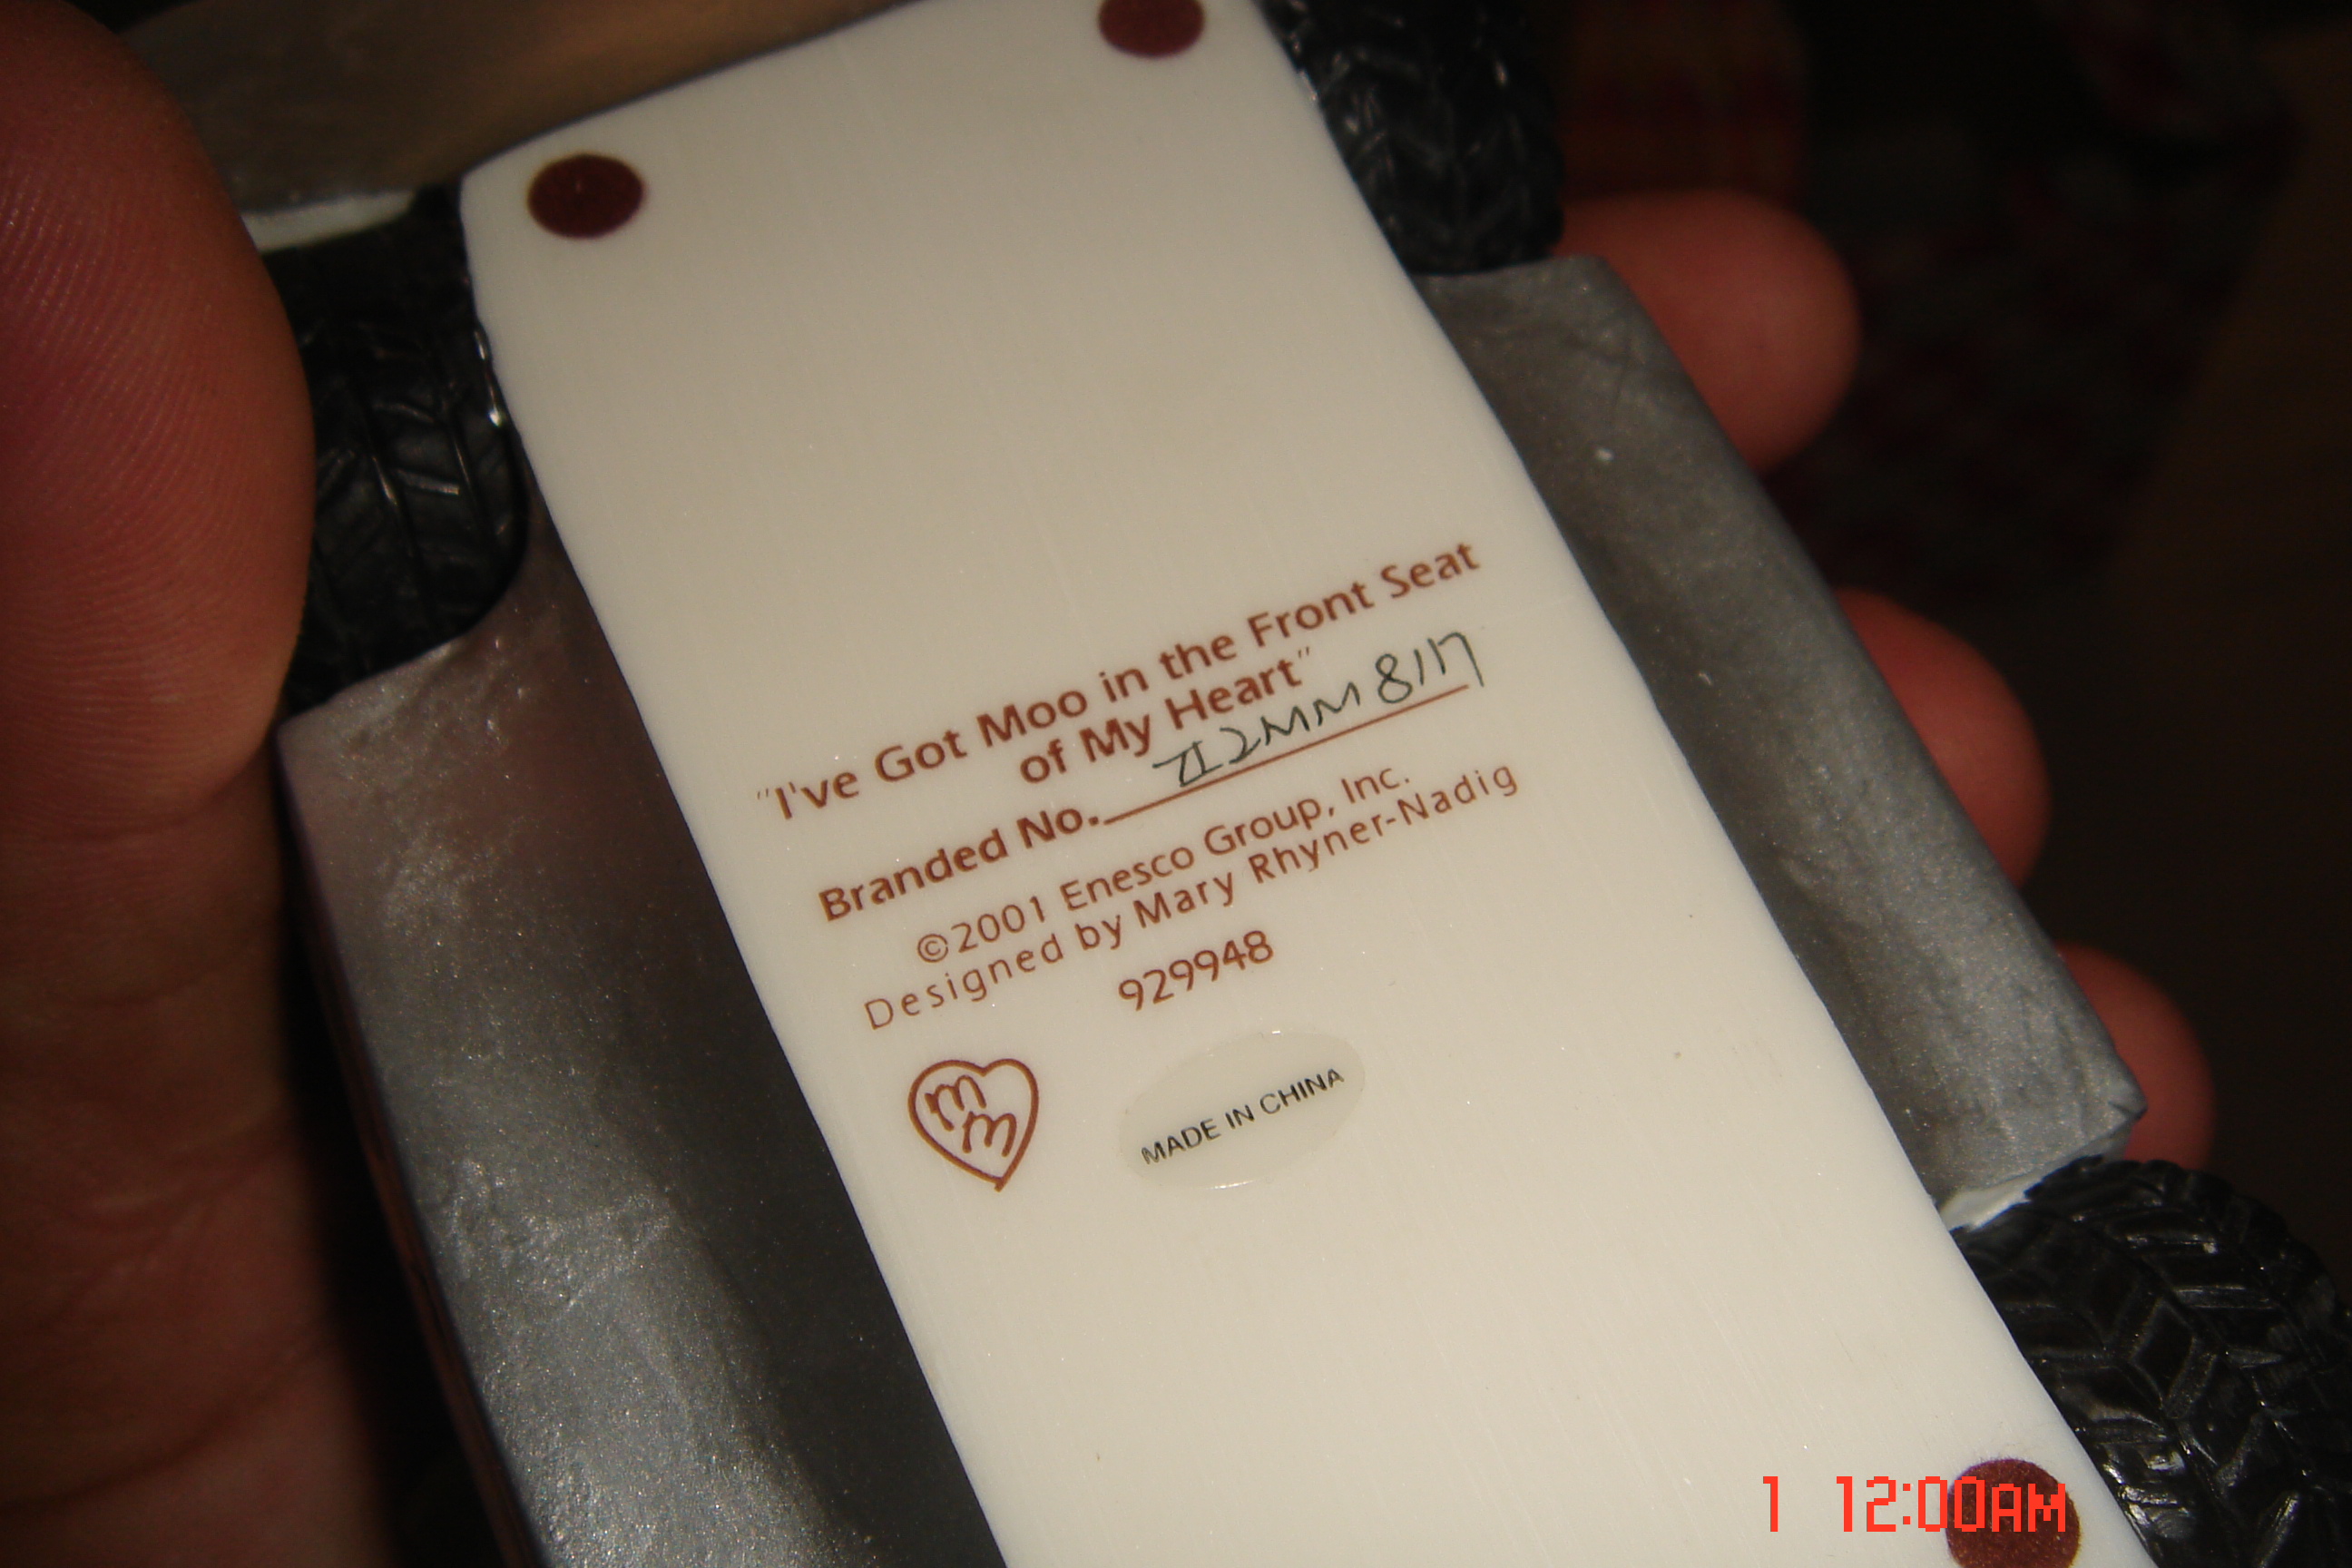 "I've Got Moo in the Front Seat
of My Heart"
Branded No. 2MM 8117
©2001 Enesco Group, Inc.
Designed by Mary Rhyner-Nadig
929948
mm
MADE IN CHINA
1 12:00AM